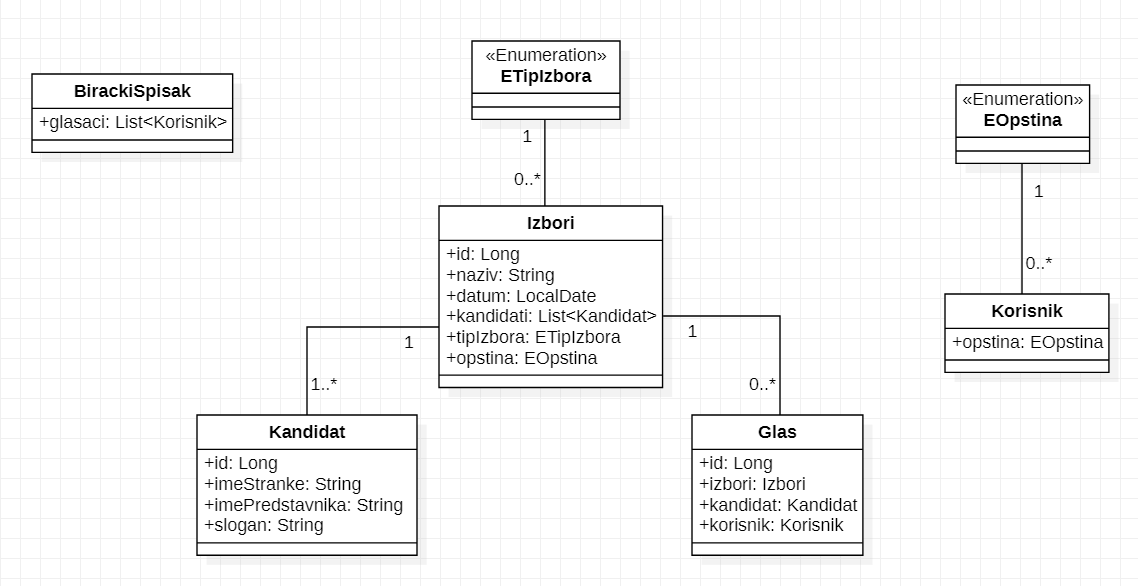 BirackiSpisak
+glasaci: List<Korisnik>
«Enumeration»
ETipIzbora
1
0..*
«Enumeration»
EOpstina
1
0..*
Izbori
+id: Long
+naziv: String
+datum: LocalDate
+kandidati: List<Kandidat>
+tipIzbora: ETipIzbora
+opstina: EOpstina
Korisnik
+opstina: EOpstina
1
1..*
1
0..*
Kandidat
+id: Long
+imeStranke: String
+imePredstavnika: String
+slogan: String
Glas
+id: Long
+izbori: Izbori
+kandidat: Kandidat
+korisnik: Korisnik